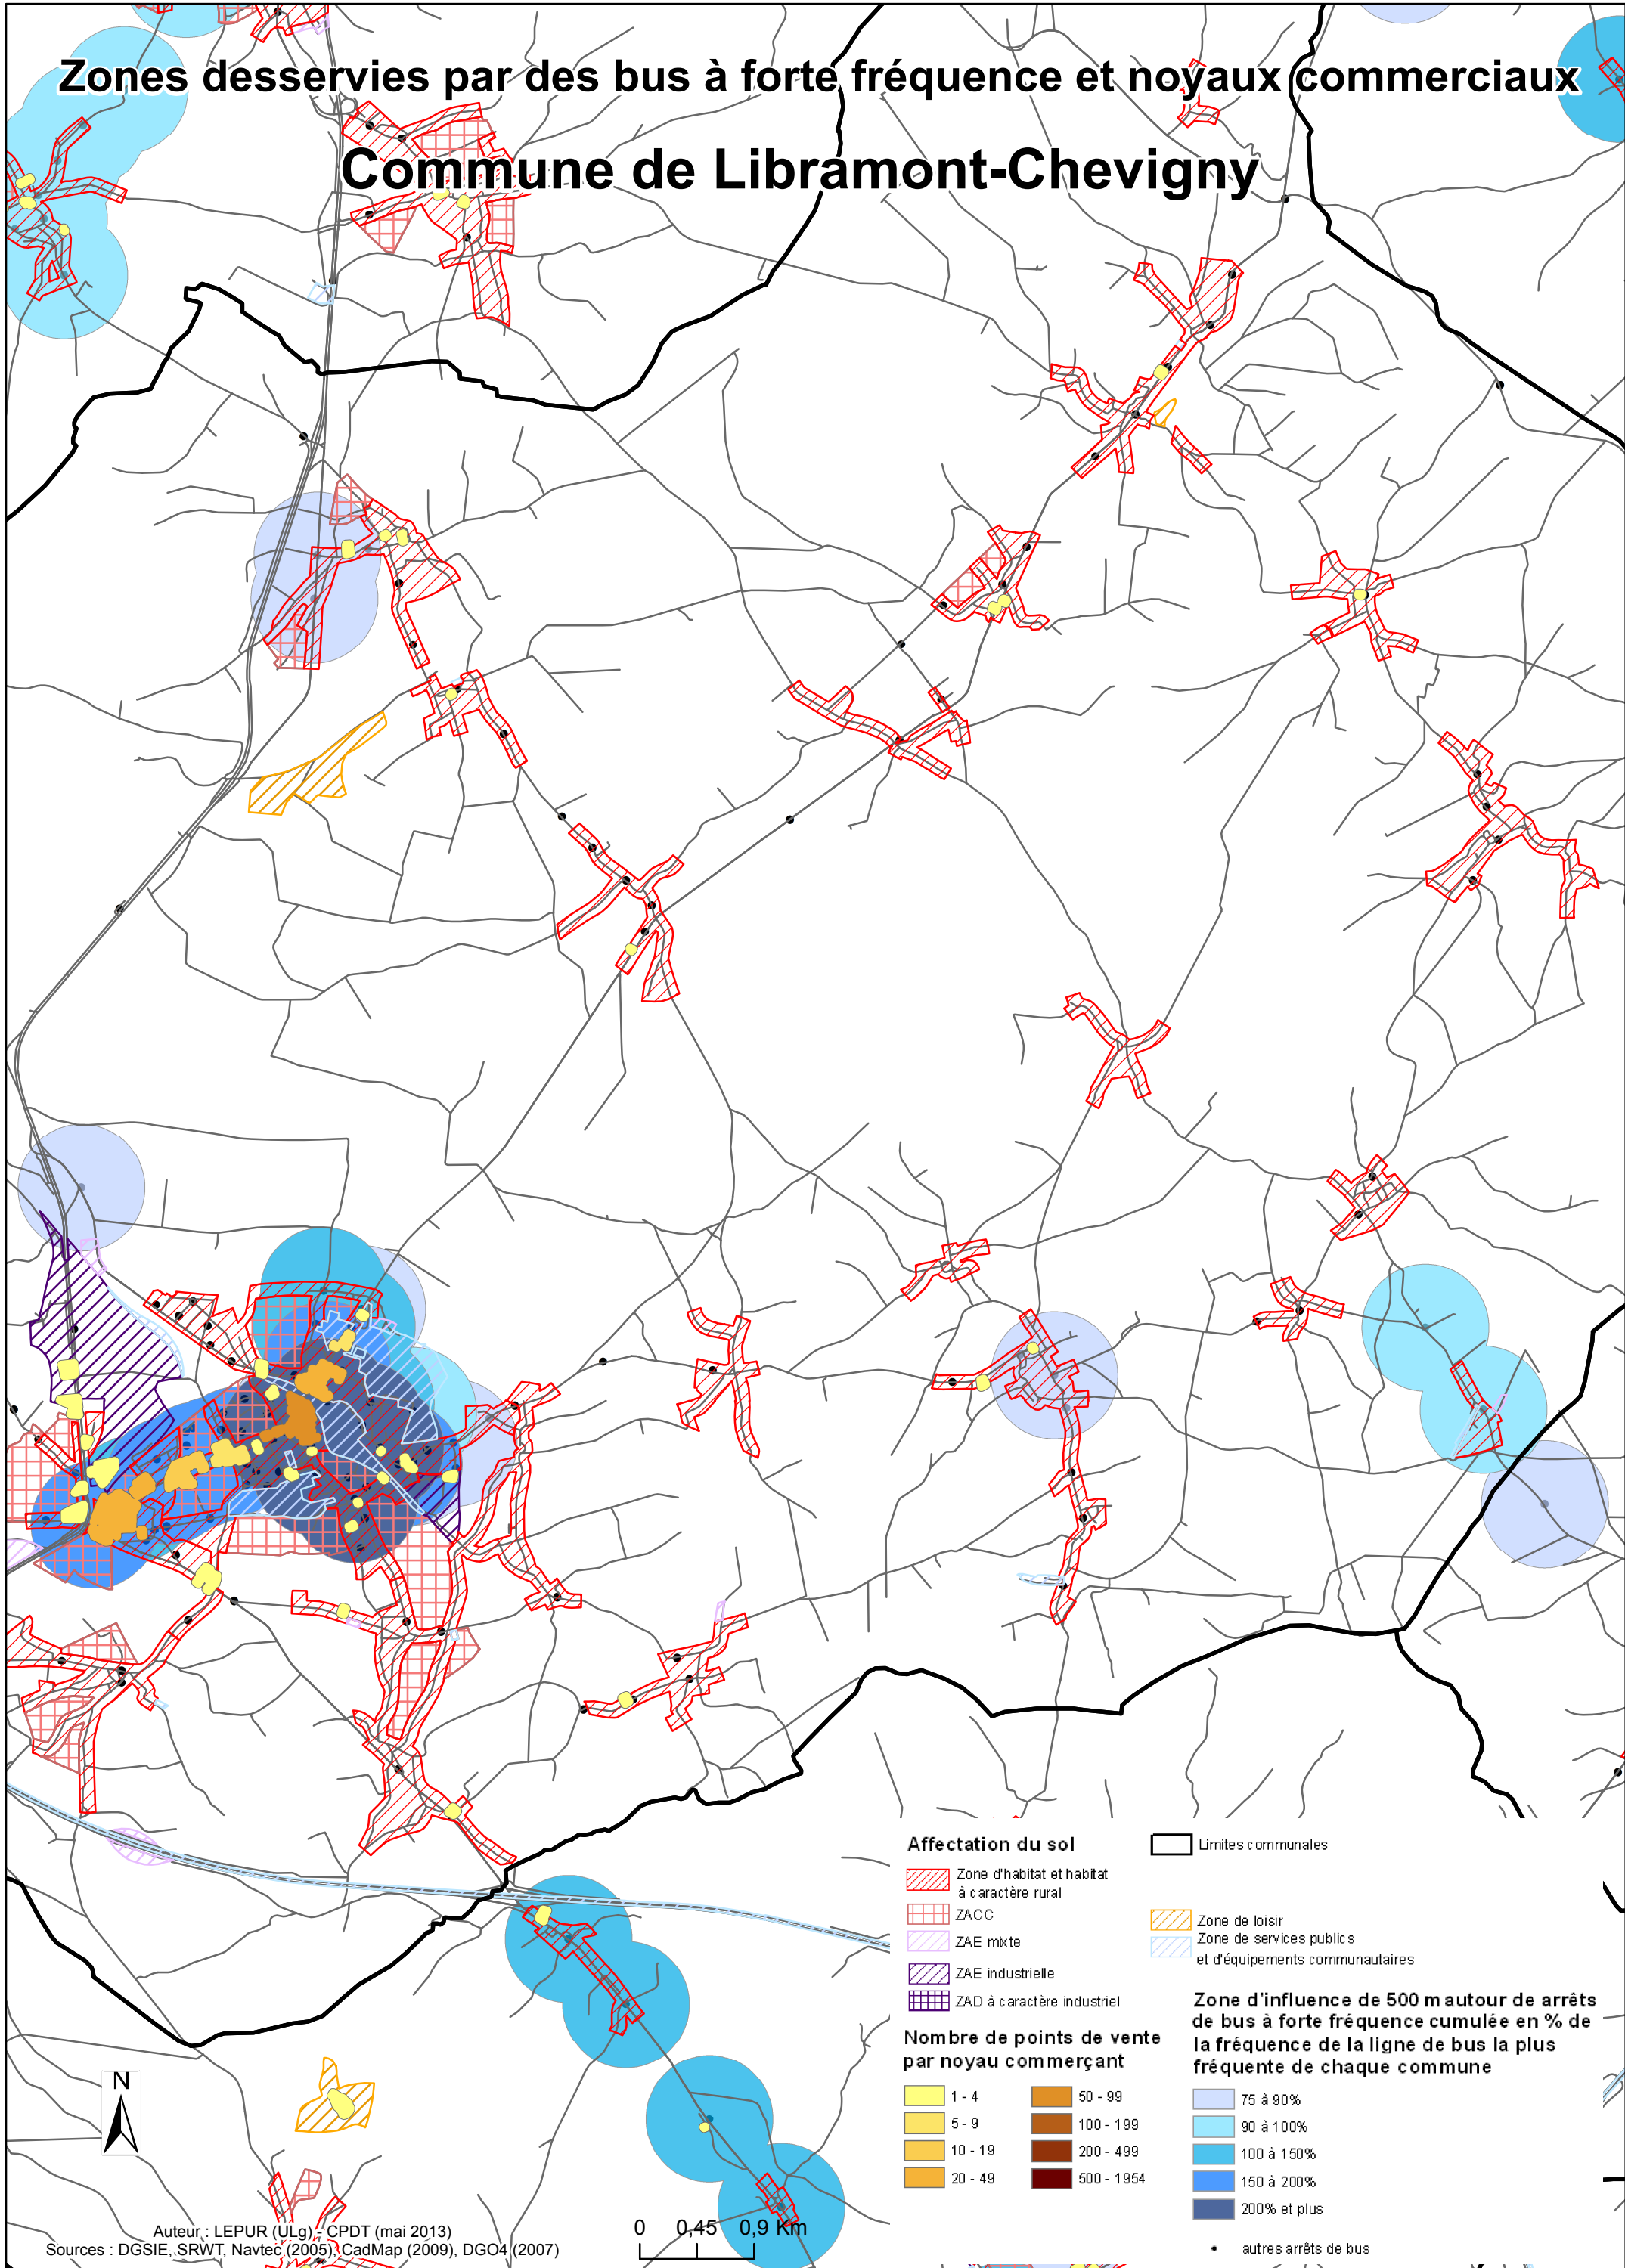 Zones desservies par des bus à forte fréquence et noyaux commerciaux
Commune de Libramont-Chevigny
Affectation du sol
Zone d'habitat et habitat
à caractère rural
ZACC
ZAE mixte
ZAE industrielle
ZAD à caractère industriel
Limites communales
Zone de loisir
Zone de services publics
et d'équipements communautaires
Nombre de points de vente
par noyau commerçant
1 - 4
5 - 9
10 - 19
20 - 49
50 - 99
100 - 199
200 - 499
500 - 1954
Zone d'influence de 500 m autour de arrêts
de bus à forte fréquence cumulée en % de
la fréquence de la ligne de bus la plus
fréquente de chaque commune
75 à 90%
90 à 100%
100 à 150%
150 à 200%
200% et plus
autres arrêts de bus
N
0 0,45 0,9 Km
Auteur : LEPUR (ULg) - CPDT (mai 2013)
Sources : DGSIE, SRWT, Navtec (2005), CadMap (2009), DGO4 (2007)